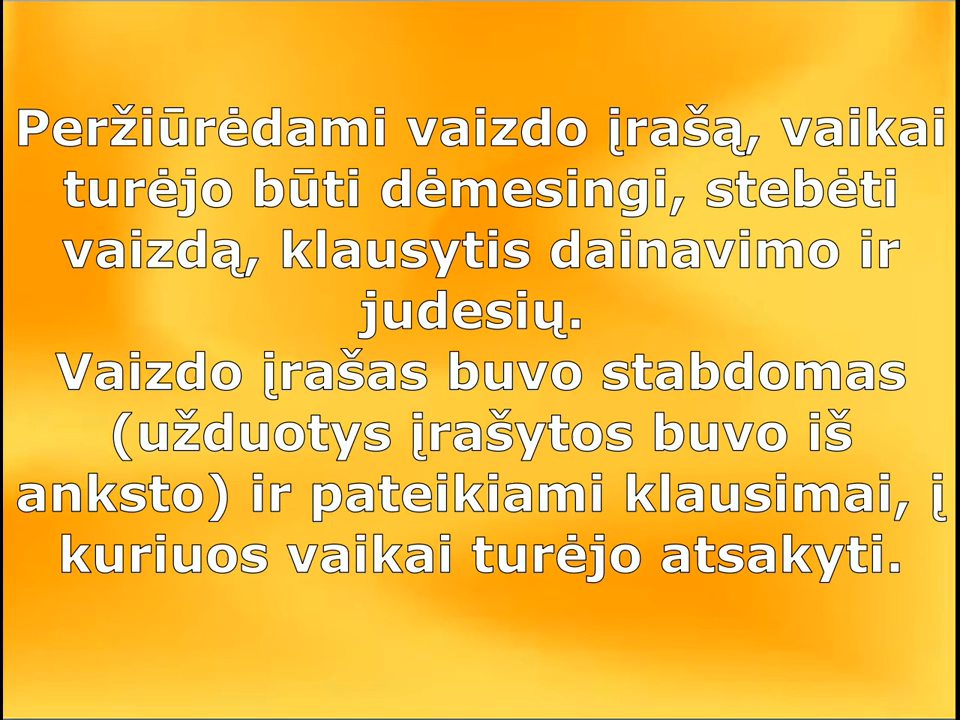 Peržiūrėdami vaizdo įrašą, vaikai
turėjo būti dėmesingi, stebėti
vaizdą, klausytis dainavimo ir
judesių.
Vaizdo įrašas buvo stabdomas
(užduotys įrašytos buvo iš
anksto) ir pateikiami klausimai, į
kuriuos vaikai turėjo atsakyti.